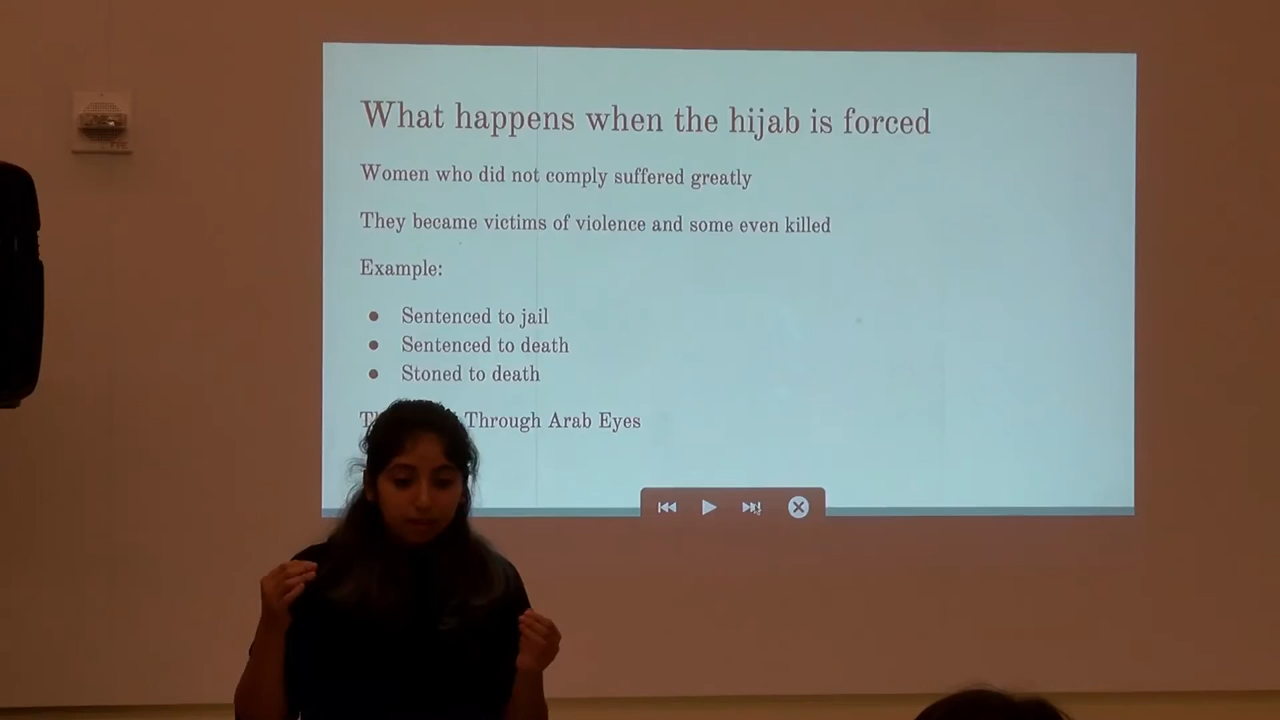 What happens when the hijab is forced
Women who did not comply suffered greatly
They became victims of violence and some even killed
Example:
● Sentenced to jail
● Sentenced to death
● Stoned to death
Through Arab Eyes
FIRE